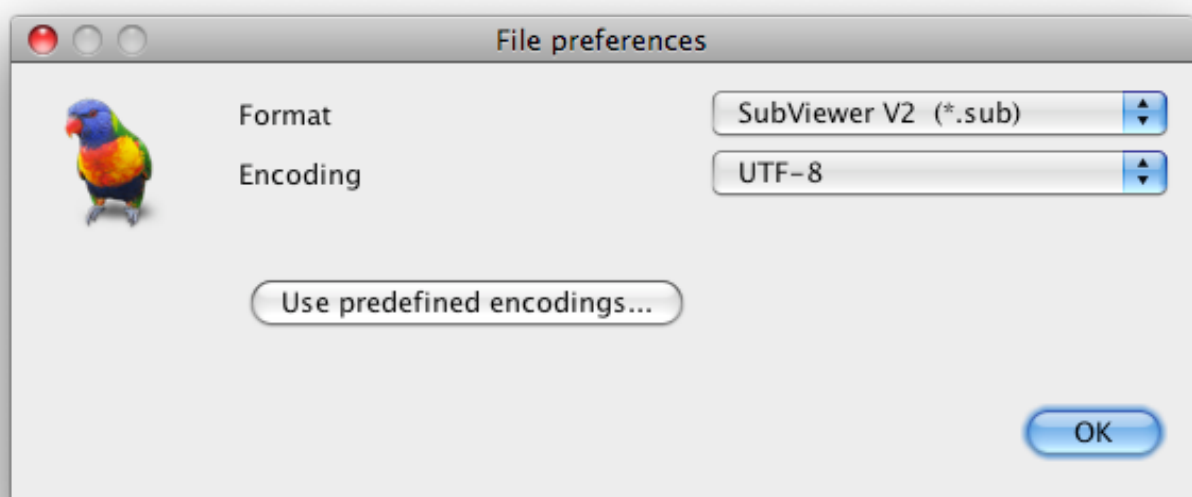 File preferences
Format
SubViewer V2 (*.sub)
Encoding
UTF-8
Use predefined encodings...
OK